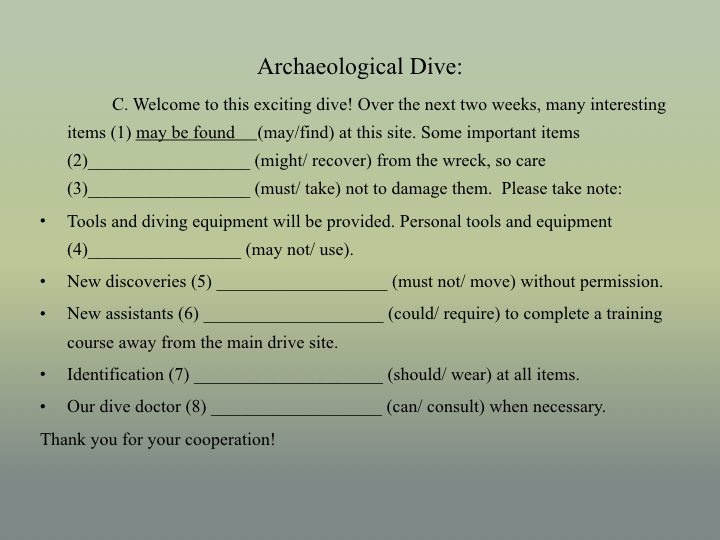 Archaeological Dive:
C. Welcome to this exciting dive! Over the next two weeks, many interesting
items (1) may be found __(may/find) at this site. Some important items
(2)__________________ (might/ recover) from the wreck, so care
(3)__________________ (must/ take) not to damage them.  Please take note:
• Tools and diving equipment will be provided. Personal tools and equipment
(4)_________________ (may not/ use).
• New discoveries (5) ___________________ (must not/ move) without permission.
• New assistants (6) ____________________ (could/ require) to complete a training
course away from the main drive site.
• Identification (7) _____________________ (should/ wear) at all items.
• Our dive doctor (8) ___________________ (can/ consult) when necessary.
Thank you for your cooperation!